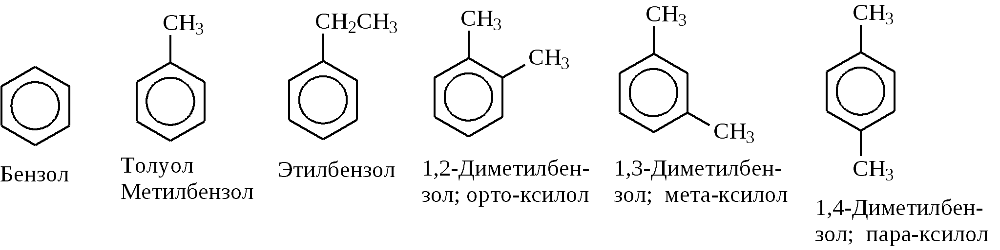 CH₃
CH₂CH₃
CH₃
CH₃
CH₃
CH₃
CH₃
CH₃
Бензол
Толуол
Метилбензол
Этилбензол
1,2-Диметилбен-
зол; орто-ксилол
1,3-Диметилбен-
зол; мета-ксилол
1,4-Диметилбен-
зол; пара-ксилол